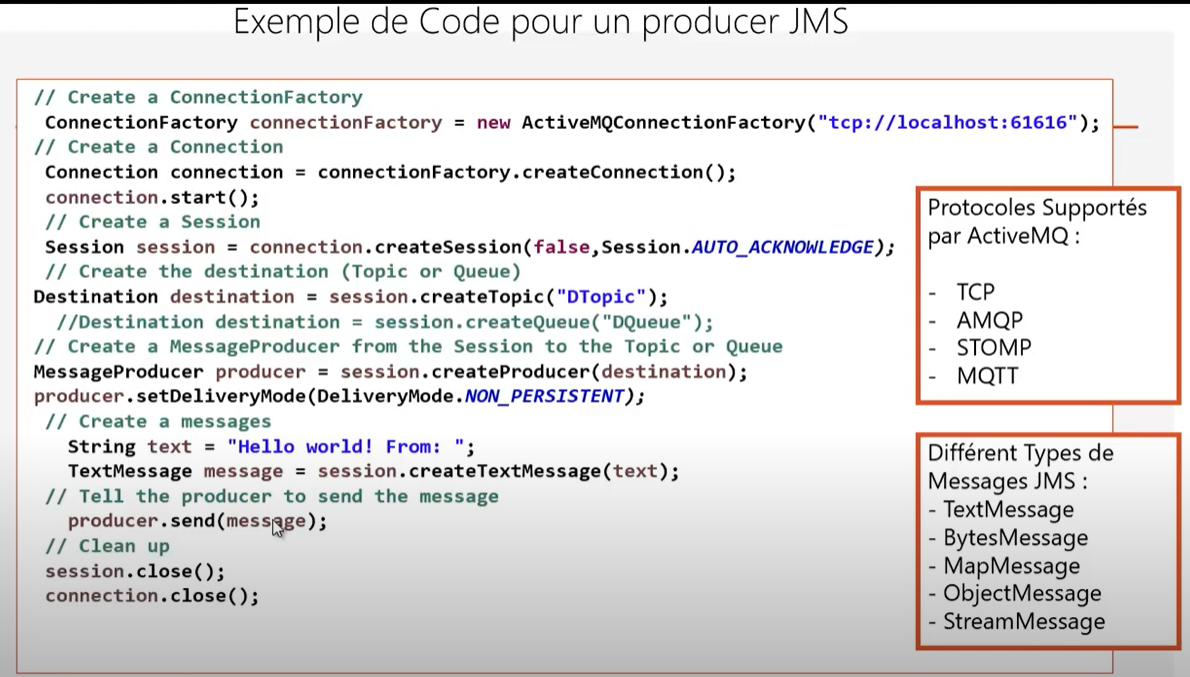 Exemple de Code pour un producer JMS
// Create a ConnectionFactory
ConnectionFactory connectionFactory = new ActiveMQConnectionFactory("tcp://localhost:61616");
// Create a Connection
Connection connection = connectionFactory.createConnection();
connection.start();
// Create a Session
Session session = connection.createSession(false,Session.AUTO_ACKNOWLEDGE);
// Create the destination (Topic or Queue)
Destination destination = session.createTopic("DTopic");
//Destination destination = session.createQueue("DQueue");
// Create a MessageProducer from the Session to the Topic or Queue
MessageProducer producer = session.createProducer(destination);
producer.setDeliveryMode(DeliveryMode.NON_PERSISTENT);
// Create a messages
String text = "Hello world! From: ";
TextMessage message = session.createTextMessage(text);
// Tell the producer to send the message
producer.send(message);
// Clean up
session.close();
connection.close();
Protocoles Supportés
par ActiveMQ :
- TCP
- AMQP
- STOMP
- MQTT
Différent Types de
Messages JMS :
- TextMessage
- BytesMessage
- MapMessage
- ObjectMessage
- StreamMessage